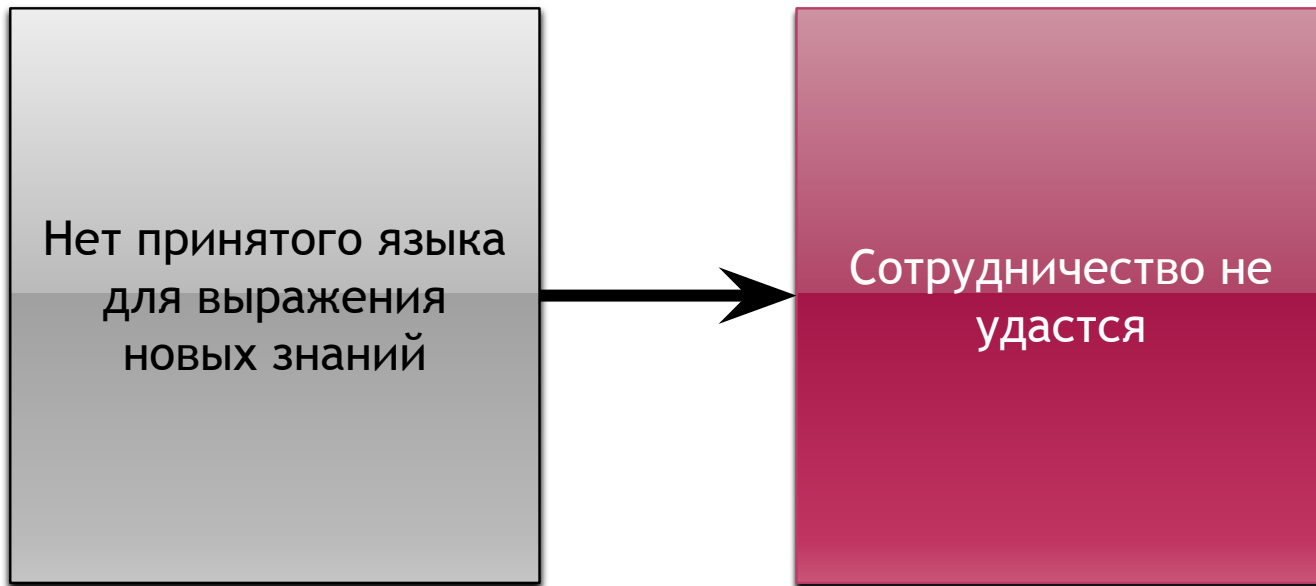 Нет принятого языка
для выражения
новых знаний
Сотрудничество не
удастся